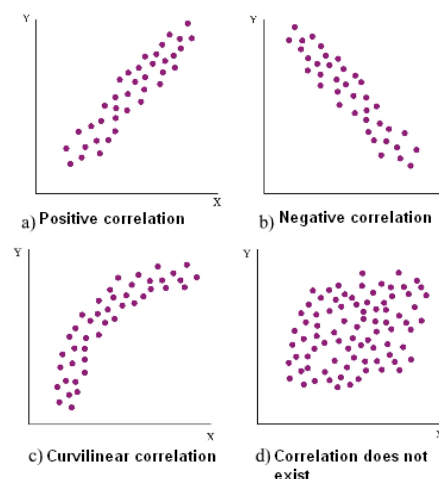 Y
X
a) Positive correlation
Y
X
b) Negative correlation
Y
X
c) Curvilinear correlation
Y
X
d) Correlation does not
exist